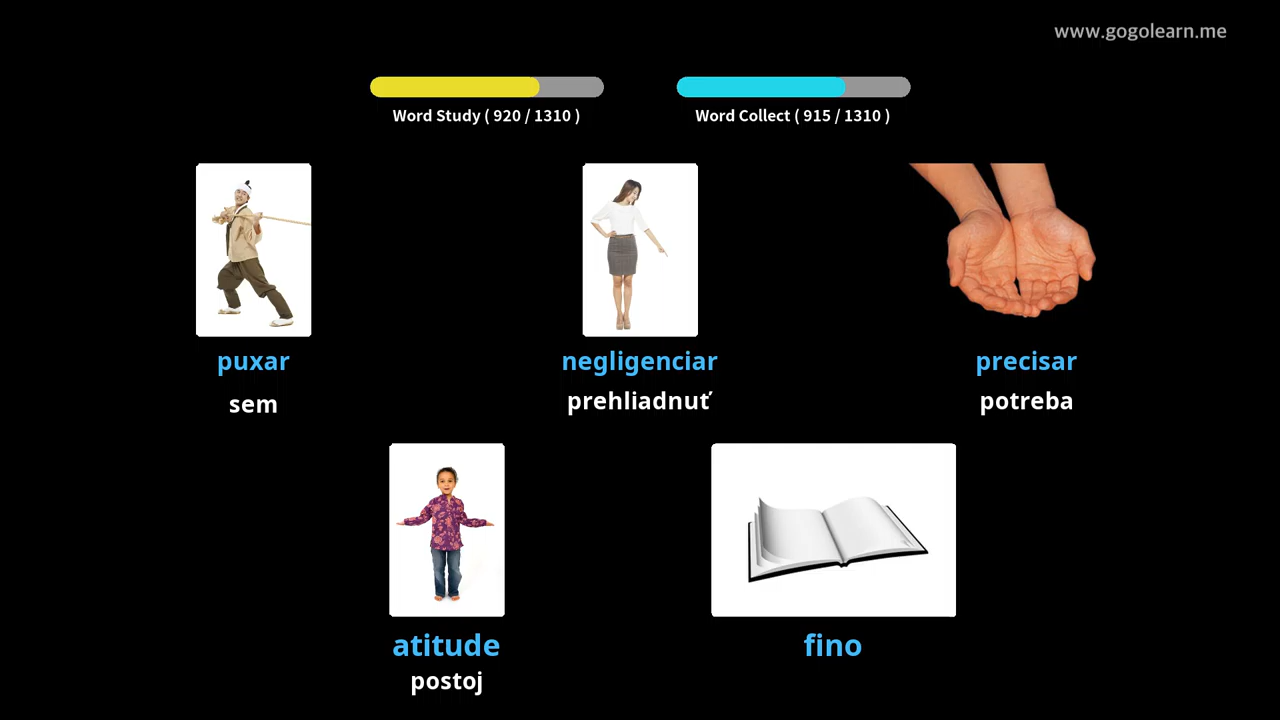 www.gogolearn.me
Word Study ( 920 / 1310 )
Word Collect ( 915 / 1310 )
puxar
negligenciar
precisar
sem
prehliadnuť
potreba
atitude
fino
postoj